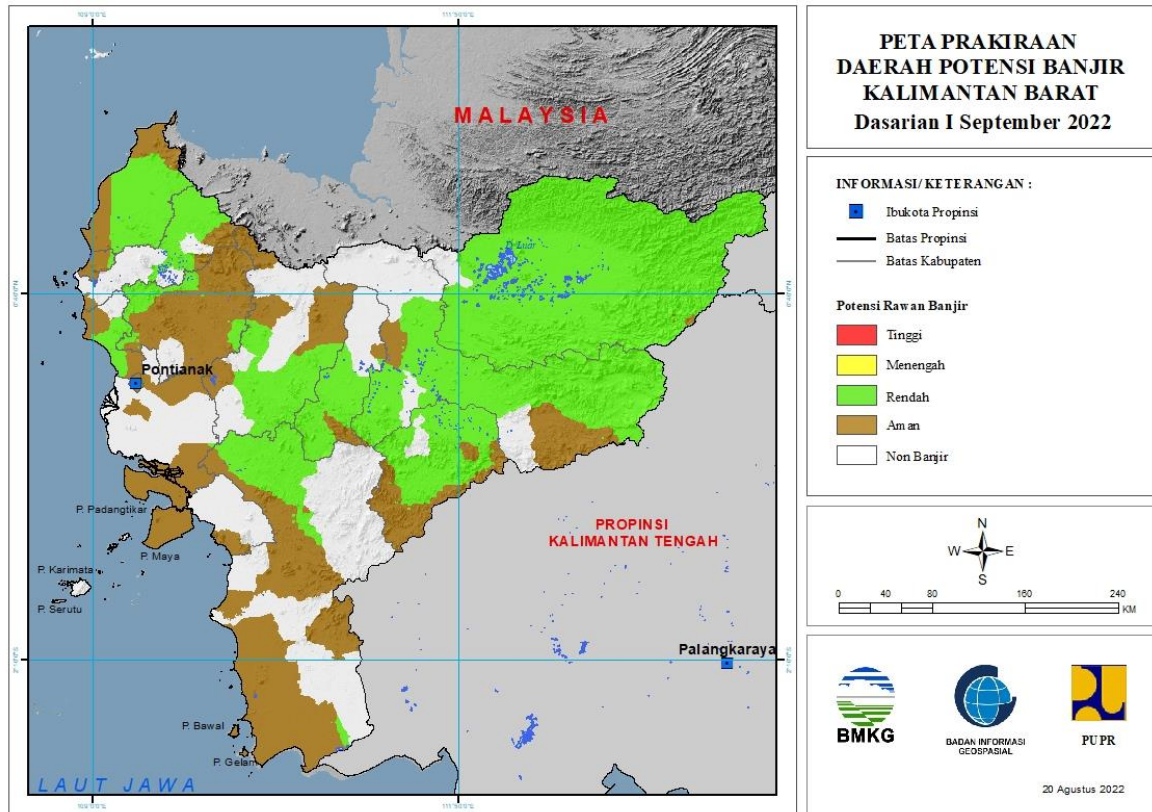 PETA PRAKIRAAN
DAERAH POTENSI BANJIR
KALIMANTAN BARAT
Dasarian I September 2022
INFORMASI/ KETERANGAN :
Ibukota Propinsi
Batas Propinsi
Batas Kabupaten
Potensi Rawan Banjir
Tinggi
Menengah
Rendah
Aman
Non Banjir
N
W E
S
0 40 80 160 240
KM
BMKG
BADAN INFORMASI
GEOSPASIAL
PUPR
20 Agustus 2022
MALAYSIA
Pontianak
P. Padangtikar
P. Maya
P. Karimata
P. Serutu
PROPINSI
KALIMANTAN TENGAH
Palangkaraya
P. Bawal
P. Gelam
LAUT JAWA